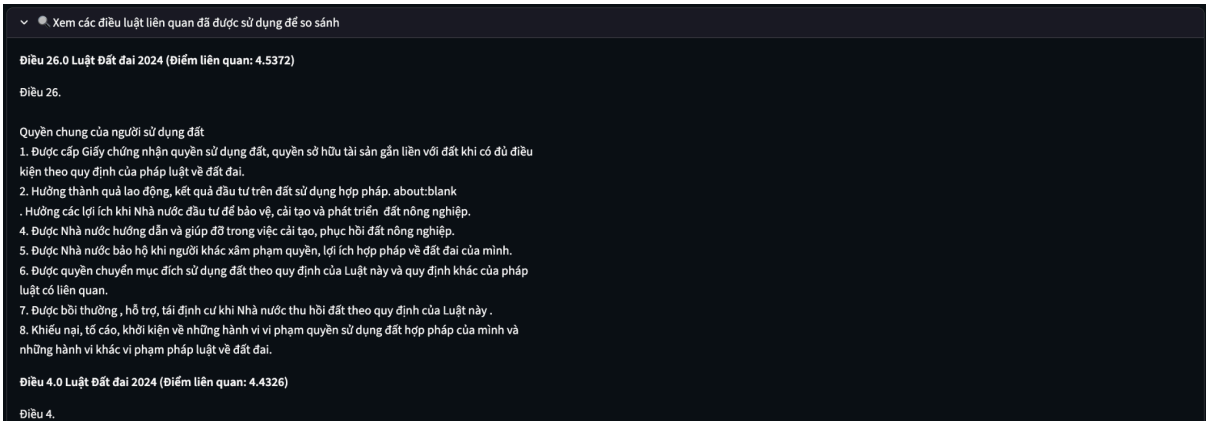 Xem các điều luật liên quan đã được sử dụng để so sánh
Điều 26.0 Luật Đất đai 2024 (Điểm liên quan: 4.5372)
Điều 26.
Quyền chung của người sử dụng đất
1. Được cấp Giấy chứng nhận quyền sử dụng đất, quyền sở hữu tài sản gắn liền với đất khi có đủ điều
kiện theo quy định của pháp luật về đất đai.
2. Hưởng thành quả lao động, kết quả đầu tư trên đất sử dụng hợp pháp. about:blank
. Hưởng các lợi ích khi Nhà nước đầu tư để bảo vệ, cải tạo và phát triển đất nông nghiệp.
4. Được Nhà nước hướng dẫn và giúp đỡ trong việc cải tạo, phục hồi đất nông nghiệp.
5. Được Nhà nước bảo hộ khi người khác xâm phạm quyền, lợi ích hợp pháp về đất đai của mình.
6. Được quyền chuyển mục đích sử dụng đất theo quy định của Luật này và quy định khác của pháp
luật có liên quan.
7. Được bồi thường , hỗ trợ, tái định cư khi Nhà nước thu hồi đất theo quy định của Luật này .
8. Khiếu nại, tố cáo, khởi kiện về những hành vi vi phạm quyền sử dụng đất hợp pháp của mình và
những hành vi khác vi phạm pháp luật về đất đai.
Điều 4.0 Luật Đất đai 2024 (Điểm liên quan: 4.4326)
Điều 4.